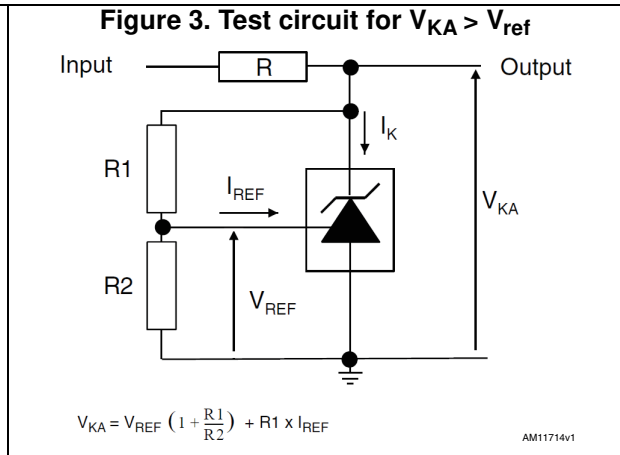 Figure 3. Test circuit for VKA > Vref
Input
R
Output
IK
R1
IREF
VKA
R2
VREF
VKA = VREF (1 + R1/R2) + R1 x IREF
AM11714v1